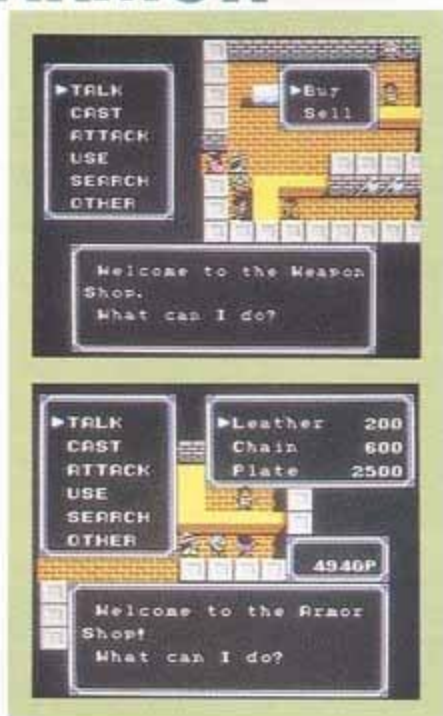 ▶TALK
CAST
ATTACK
USE
SEARCH
OTHER
▶Buy
Sell
Welcome to the Weapon
Shop.
What can I do?
▶TALK
CAST
ATTACK
USE
SEARCH
OTHER
▶Leather 200
Chain 600
Plate 2500
494GP
Welcome to the Armor
Shop!
What can I do?